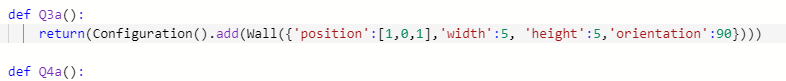 def Q3a():
    return(Configuration().add(Wall({'position':[1,0,1],'width':5, 'height':5,'orientation':90})))
def Q4a():